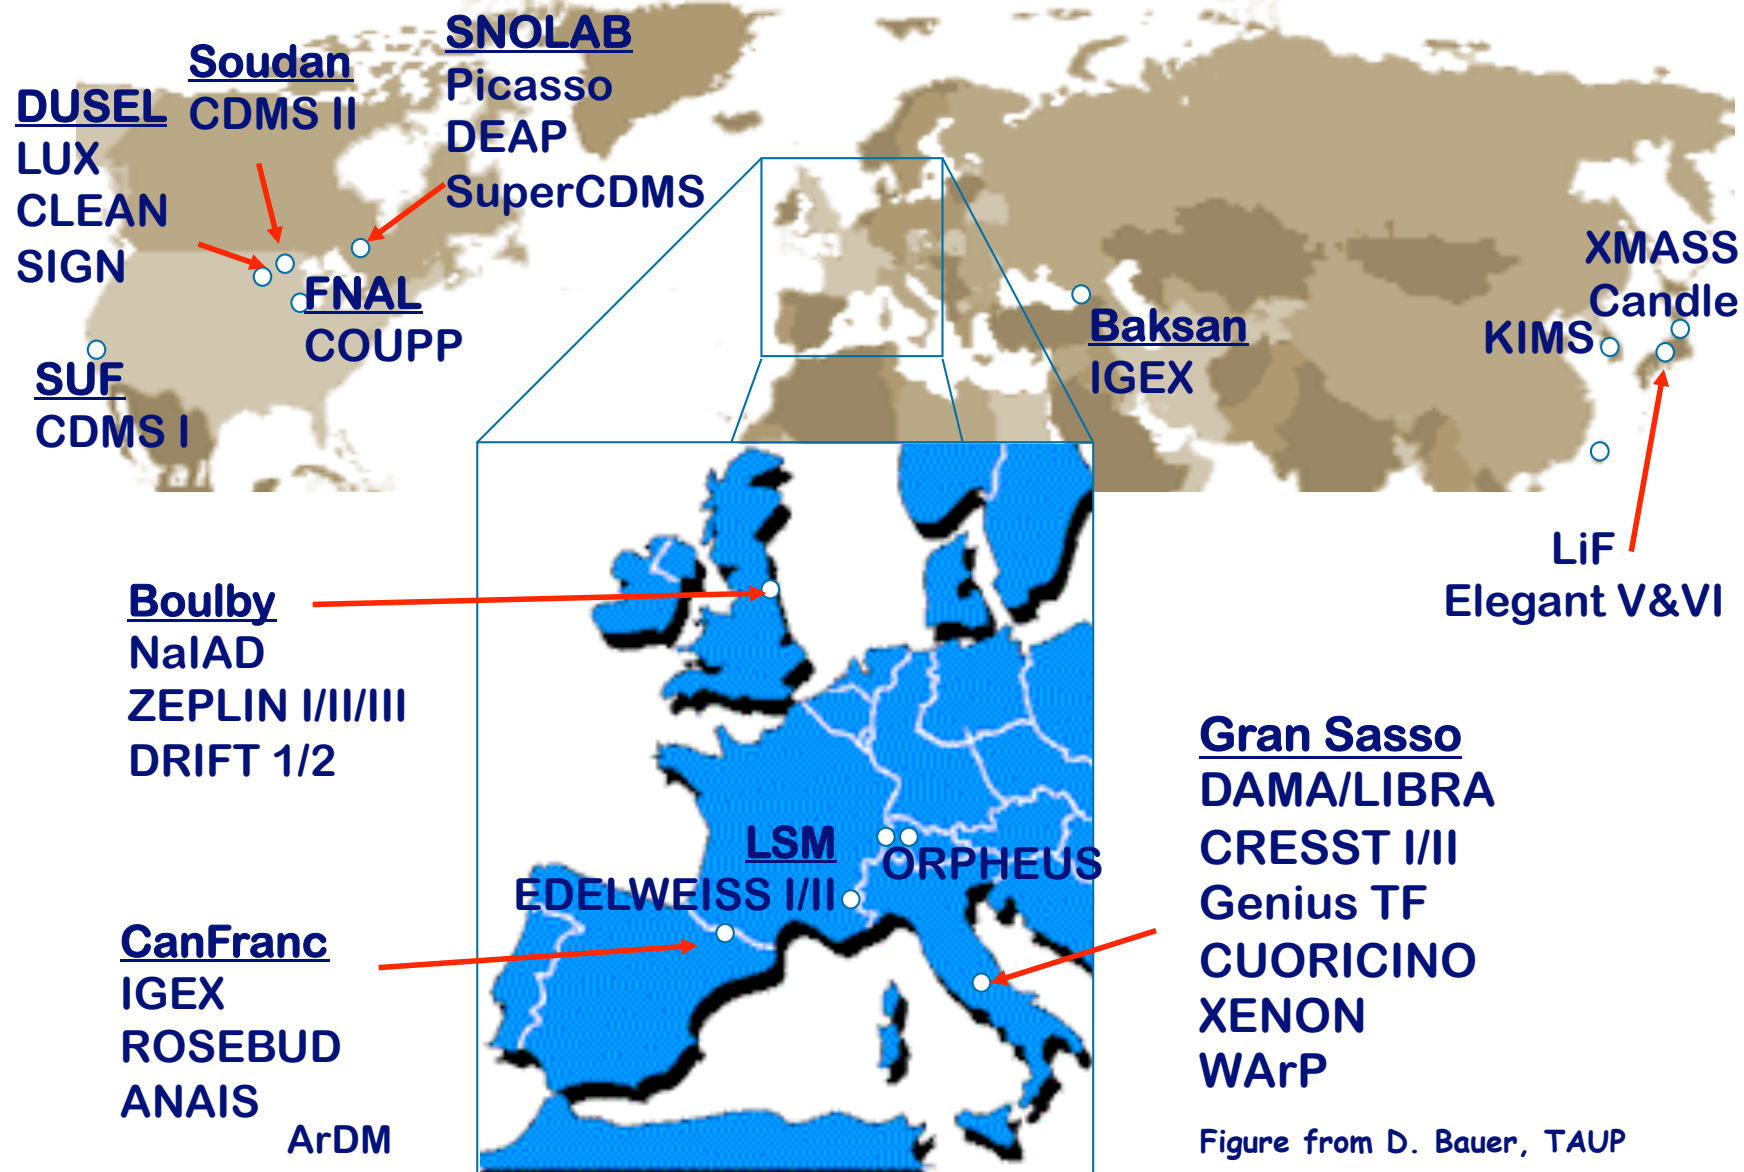 SNOLAB
Picasso
DEAP
SuperCDMS
Soudan
CDMS II
DUSEL
LUX
CLEAN
SIGN
FNAL
COUPP
SUF
CDMS I
XMASS
Candle
KIMS
Baksan
IGEX
LiF
Elegant V&VI
Boulby
NaIAD
ZEPLIN I/II/III
DRIFT 1/2
LSM
EDELWEISS I/II
ORPHEUS
CanFranc
IGEX
ROSEBUD
ANAIS
ArDM
Gran Sasso
DAMA/LIBRA
CRESST I/II
Genius TF
CUORICINO
XENON
WArP
Figure from D. Bauer, TAUP